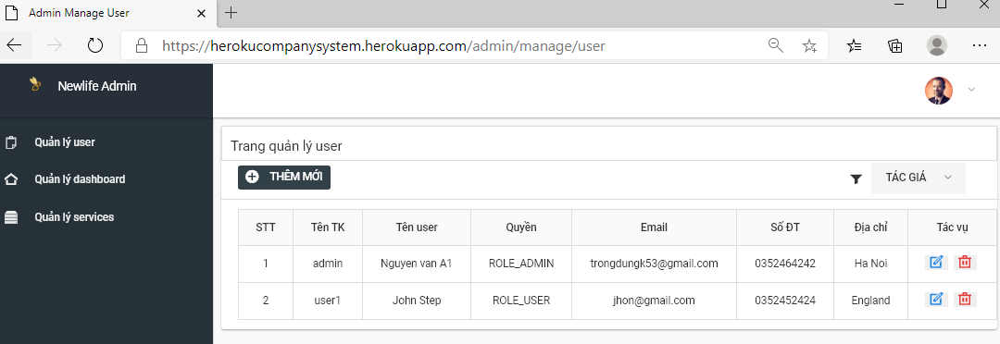 Admin Manage User
https://herokucompanysystem.herokuapp.com/admin/manage/user
Newlife Admin
Quản lý user
Quản lý dashboard
Quản lý services
Trang quản lý user
THÊM MỚI
TÁC GIẢ
STT Tên TK Tên user Quyền Email Số ĐT Địa chỉ Tác vụ
1 admin Nguyen van A1 ROLE_ADMIN trongdungk53@gmail.com 0352464242 Ha Noi
2 user1 John Step ROLE_USER jhon@gmail.com 0352452424 England